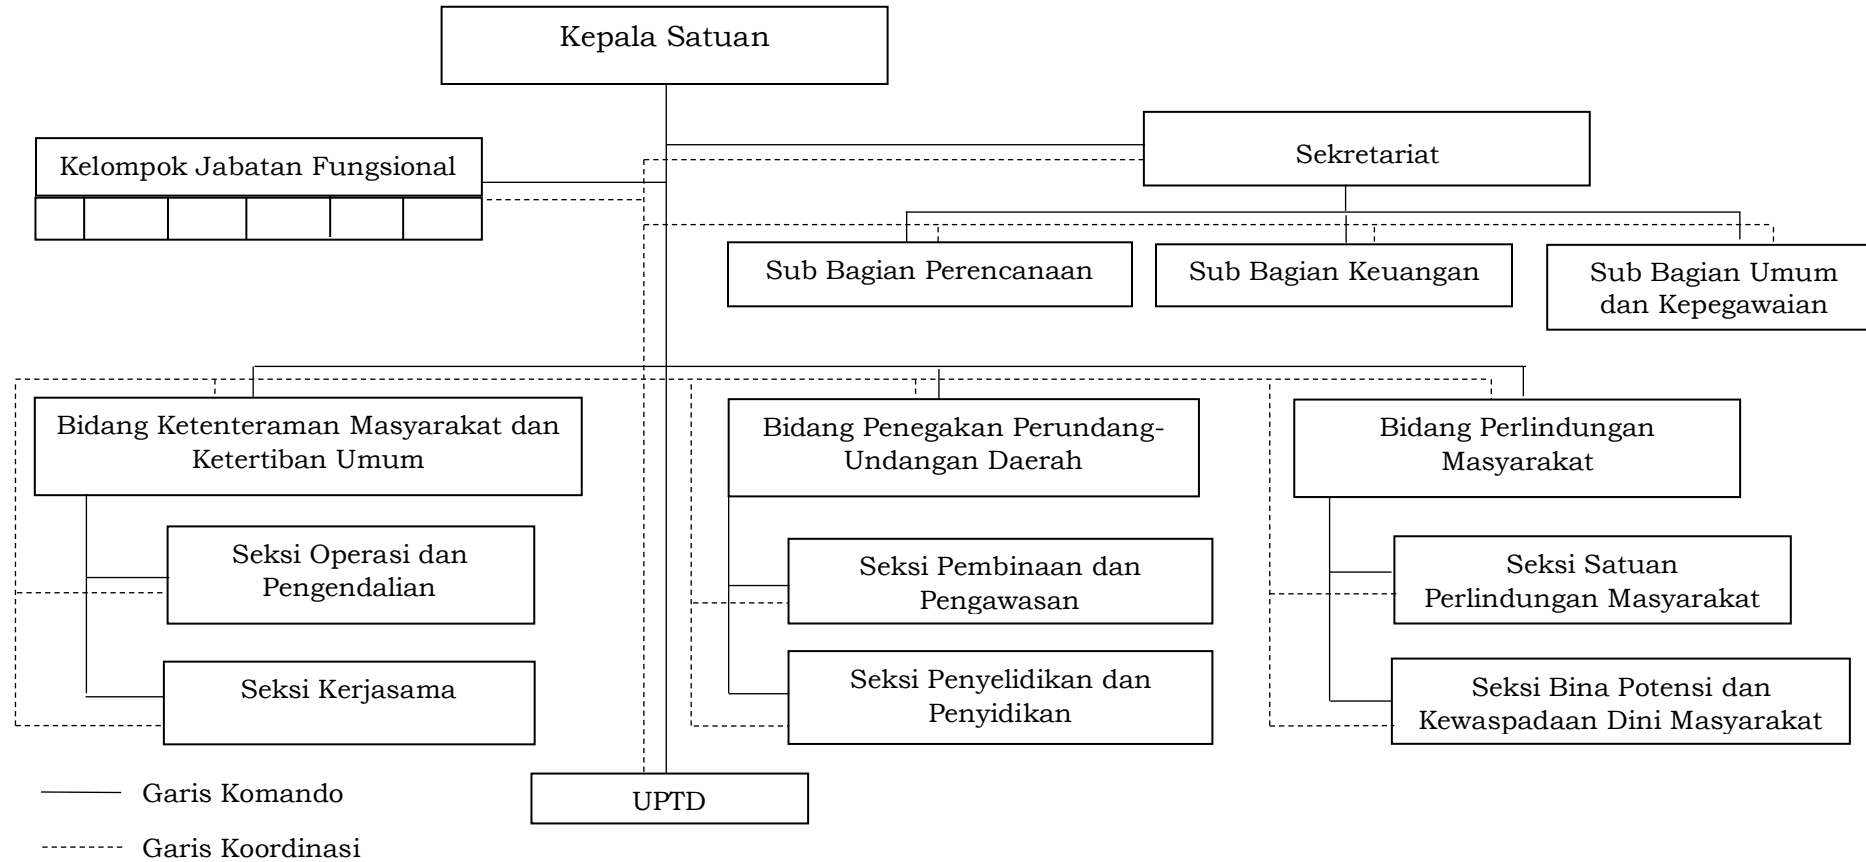 Kepala Satuan
Sekretariat
Kelompok Jabatan Fungsional
Sub Bagian Perencanaan
Sub Bagian Keuangan
Sub Bagian Umum
dan Kepegawaian
Bidang Ketenteraman Masyarakat dan
Ketertiban Umum
Bidang Penegakan Perundang-
Undangan Daerah
Bidang Perlindungan
Masyarakat
Seksi Operasi dan
Pengendalian
Seksi Pembinaan dan
Pengawasan
Seksi Satuan
Perlindungan Masyarakat
Seksi Kerjasama
Seksi Penyelidikan dan
Penyidikan
Seksi Bina Potensi dan
Kewaspadaan Dini Masyarakat
UPTD
Garis Komando
Garis Koordinasi